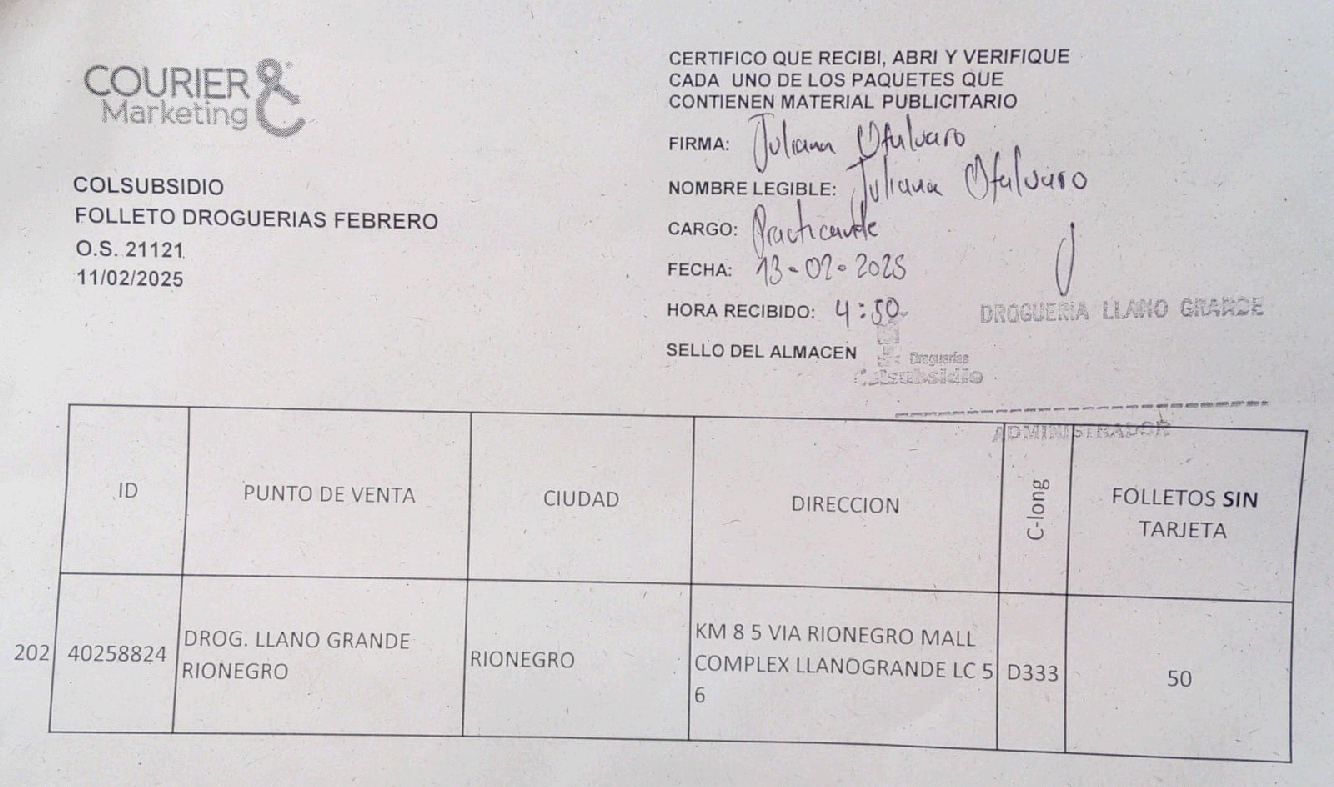 COURIER &
Marketing
COLSUBSIDIO
FOLLETO DROGUERIAS FEBRERO
O.S. 21121
11/02/2025
CERTIFICO QUE RECIBI, ABRI Y VERIFIQUE
CADA UNO DE LOS PAQUETES QUE
CONTIENEN MATERIAL PUBLICITARIO
FIRMA: Juliana Otalvaro
NOMBRE LEGIBLE: Juliana Otalvaro
CARGO: Practicante
FECHA: 13-02-2025
HORA RECIBIDO: 4:50
DROGUERIA LLANO GRANDE
SELLO DEL ALMACEN
Droguerías
Colsubsidio
ADMINISTRADOR
ID PUNTO DE VENTA CIUDAD DIRECCION C-long FOLLETOS SIN
TARJETA
202 40258824 DROG. LLANO GRANDE
RIONEGRO
RIONEGRO
KM 8 5 VIA RIONEGRO MALL
COMPLEX LLANOGRANDE LC 5
6
D333
50